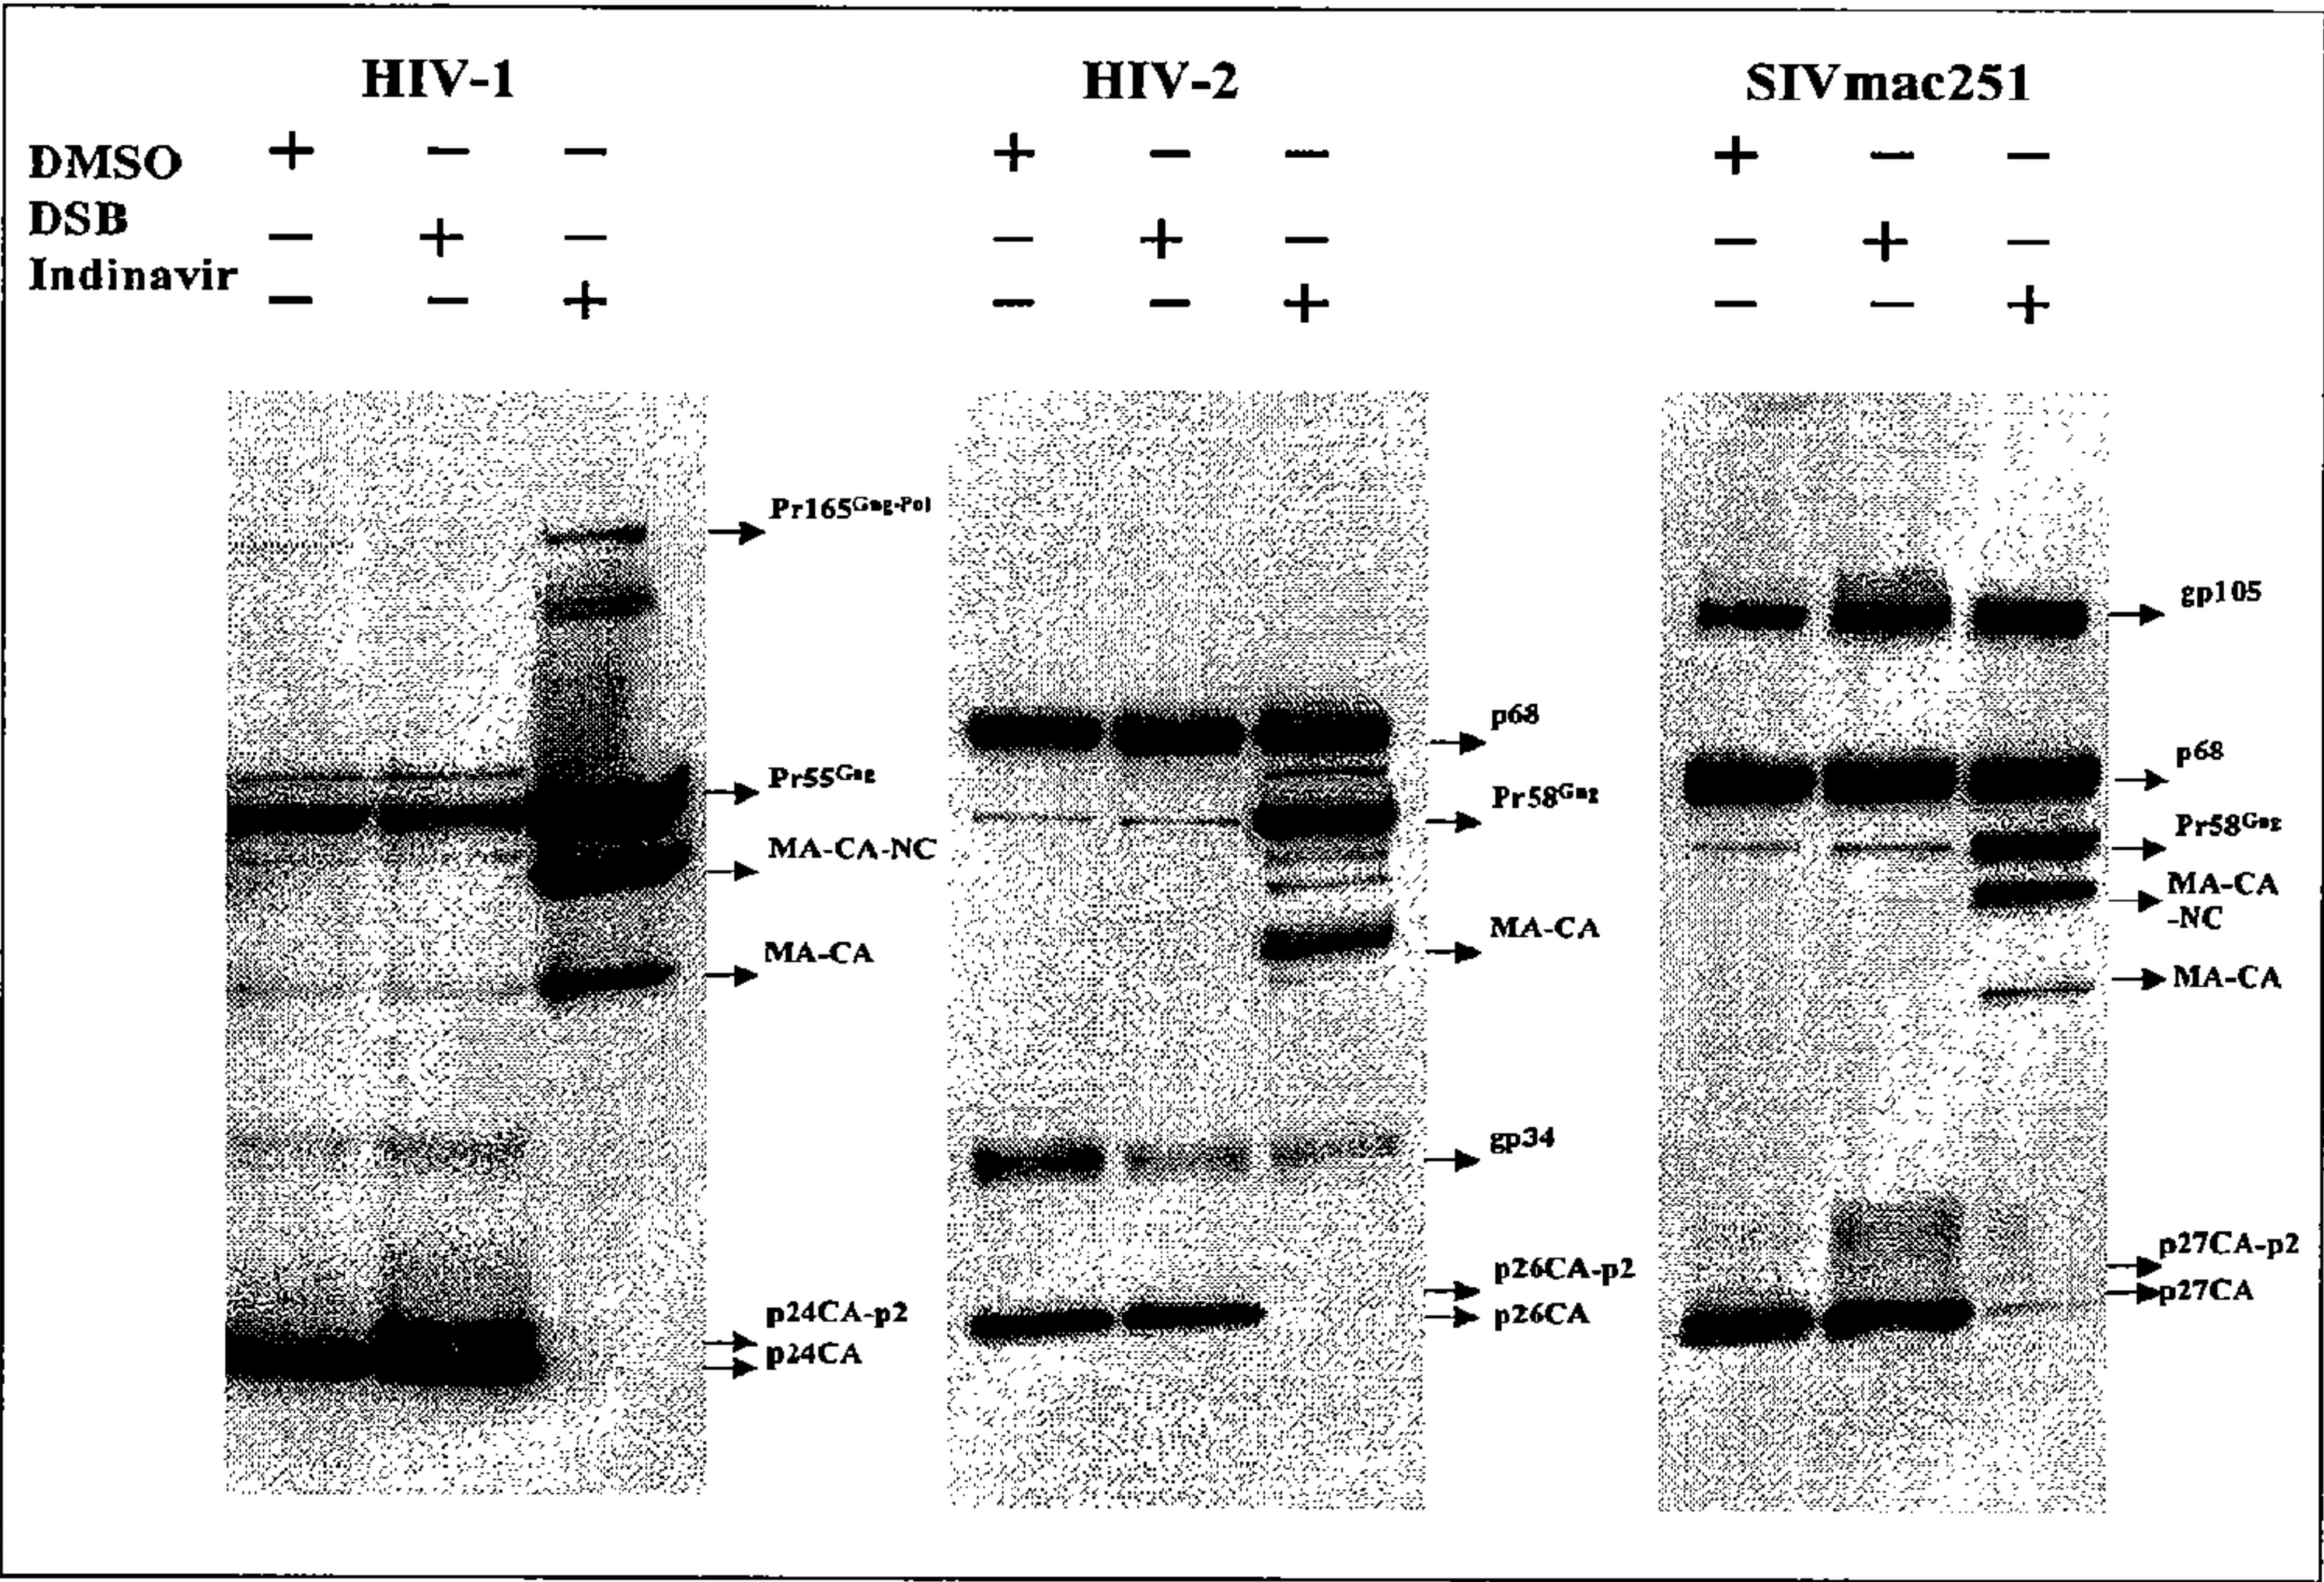 HIV-1 HIV-2 SIVmac251
DMSO + − − + − − + − −
DSB − + − − + − − + −
Indinavir − − + − − + − − +
Pr165Gag-Pol
Pr55Gag
MA-CA-NC
MA-CA
p24CA-p2
p24CA
p68
Pr58Gag
MA-CA
gp34
p26CA-p2
p26CA
gp105
p68
Pr58Gag
MA-CA
-NC
MA-CA
p27CA-p2
p27CA